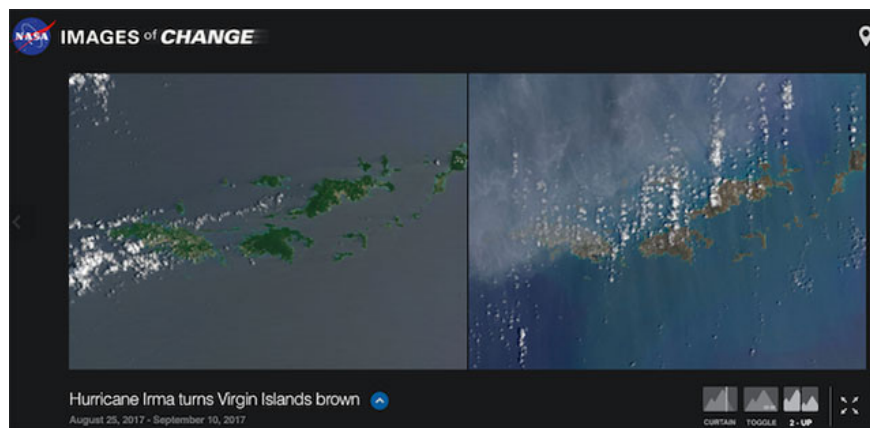 NASA
IMAGES of CHANGE
Hurricane Irma turns Virgin Islands brown
August 25, 2017 - September 10, 2017
CURTAIN
TOGGLE
2 - UP